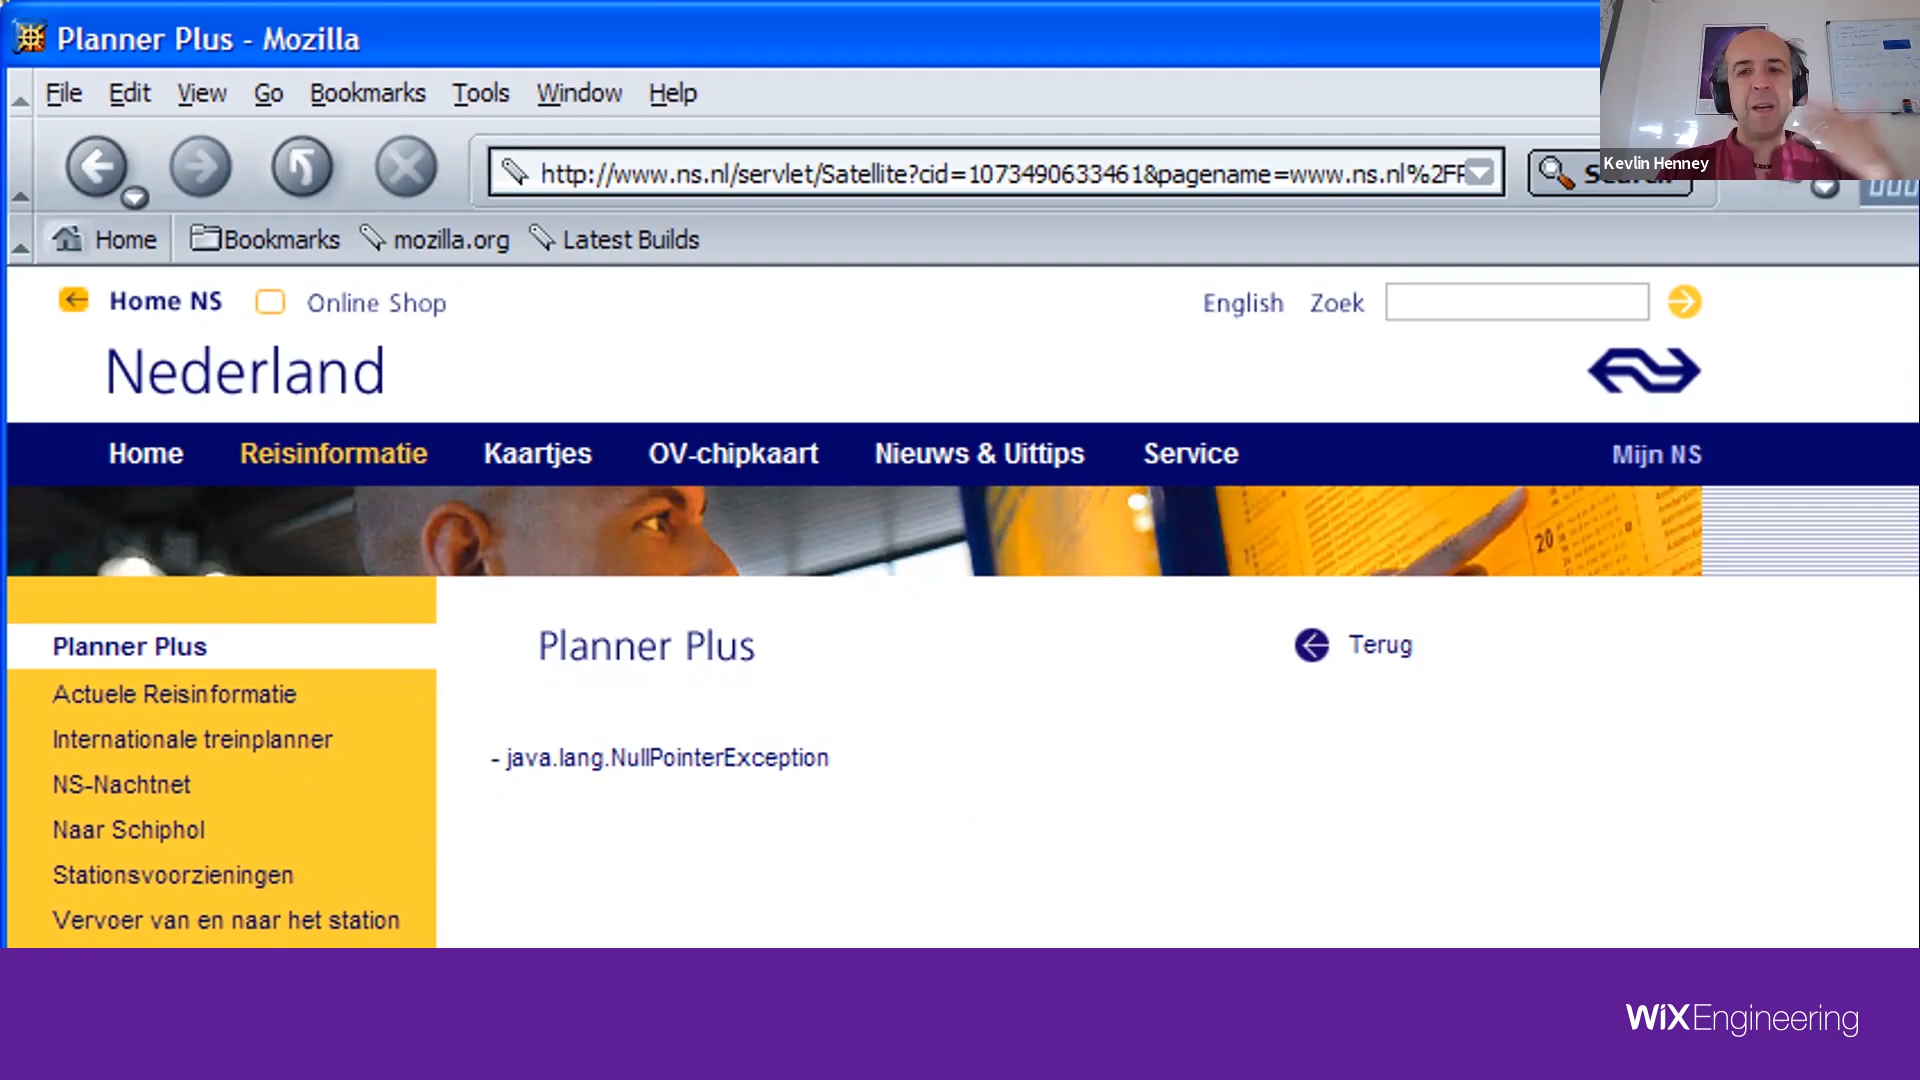 Planner Plus - Mozilla
File Edit View Go Bookmarks Tools Window Help
Kevlin Henney
http://www.ns.nl/servlet/Satellite?cid=1073490633461&pagename=www.ns.nl%2FF
Home Bookmarks mozilla.org Latest Builds
Home NS Online Shop English Zoek
Nederland
Home Reisinformatie Kaartjes OV-chipkaart Nieuws & Uittips Service Mijn NS
20
Planner Plus Terug
- java.lang.NullPointerException
Planner Plus
Actuele Reisinformatie
Internationale treinplanner
NS-Nachtnet
Naar Schiphol
Stationsvoorzieningen
Vervoer van en naar het station
WiX Engineering